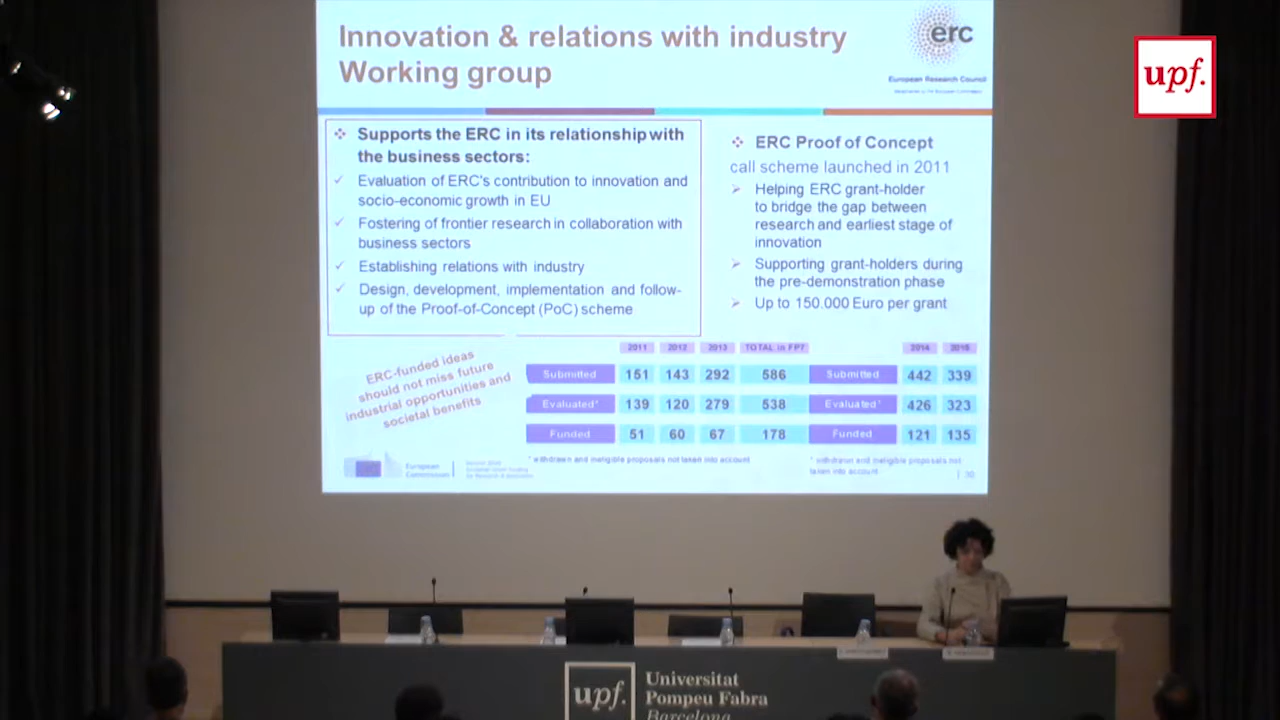 Innovation & relations with industry
Working group
erc
European Research Council
upf.
❖ Supports the ERC in its relationship with
the business sectors:
✓ Evaluation of ERC's contribution to innovation and
socio-economic growth in EU
✓ Fostering of frontier research in collaboration with
business sectors
✓ Establishing relations with industry
✓ Design, development, implementation and follow-
up of the Proof-of-Concept (PoC) scheme
❖ ERC Proof of Concept
call scheme launched in 2011
➢ Helping ERC grant-holder
to bridge the gap between
research and earliest stage of
innovation
➢ Supporting grant-holders during
the pre-demonstration phase
➢ Up to 150.000 Euro per grant
ERC-funded ideas
should not miss future
industrial opportunities and
societal benefits
2011 2012 2013 TOTAL in FP7
Submitted 151 143 292 586
Evaluated* 139 120 279 538
Funded 51 60 67 178
* withdrawn and ineligible proposals not taken into account
2014 2015
Submitted 442 339
Evaluated* 426 323
Funded 121 135
* withdrawn and ineligible proposals not
taken into account
European
Commission
| 30
upf.
Universitat
Pompeu Fabra
Barcelona